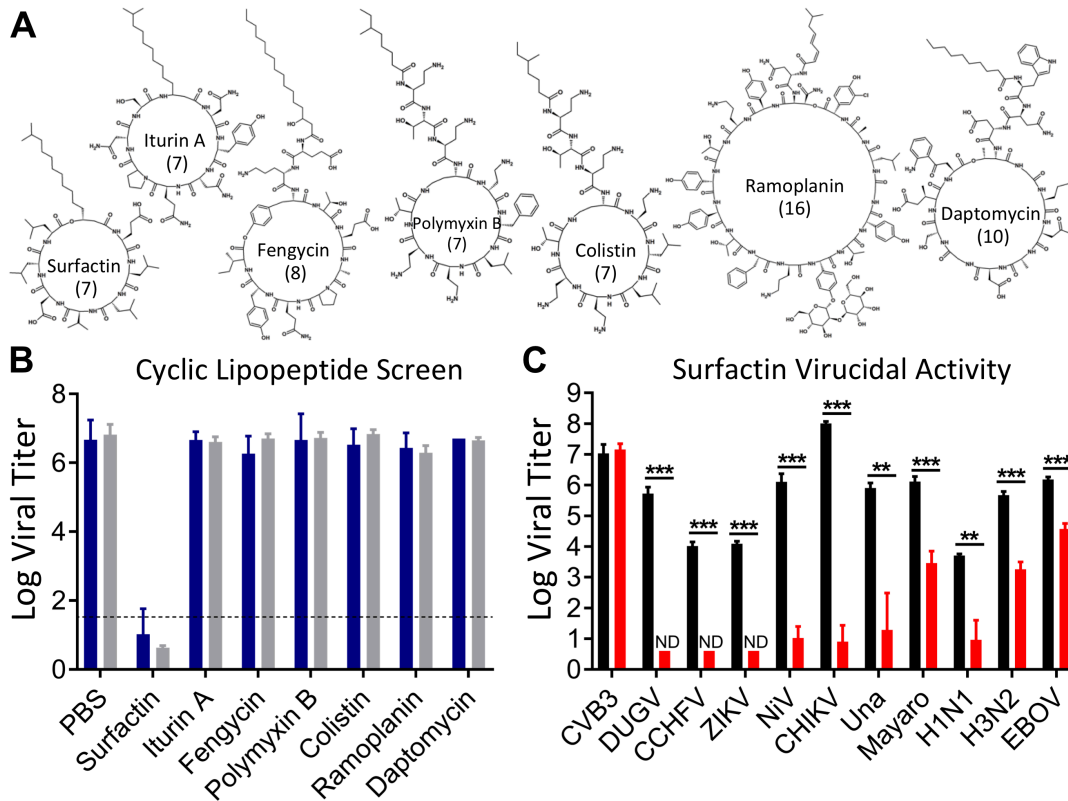 A
Iturin A
(7)
Surfactin
(7)
Fengycin
(8)
Polymyxin B
(7)
Colistin
(7)
Ramoplanin
(16)
Daptomycin
(10)
B
Cyclic Lipopeptide Screen
Log Viral Titer
8
6
4
2
0
PBS
Surfactin
Iturin A
Fengycin
Polymyxin B
Colistin
Ramoplanin
Daptomycin
C
Surfactin Virucidal Activity
Log Viral Titer
9
8
7
6
5
4
3
2
1
0
***
***
***
***
***
**
***
**
***
***
ND
ND
ND
CVB3
DUGV
CCHFV
ZIKV
NiV
CHIKV
Una
Mayaro
H1N1
H3N2
EBOV